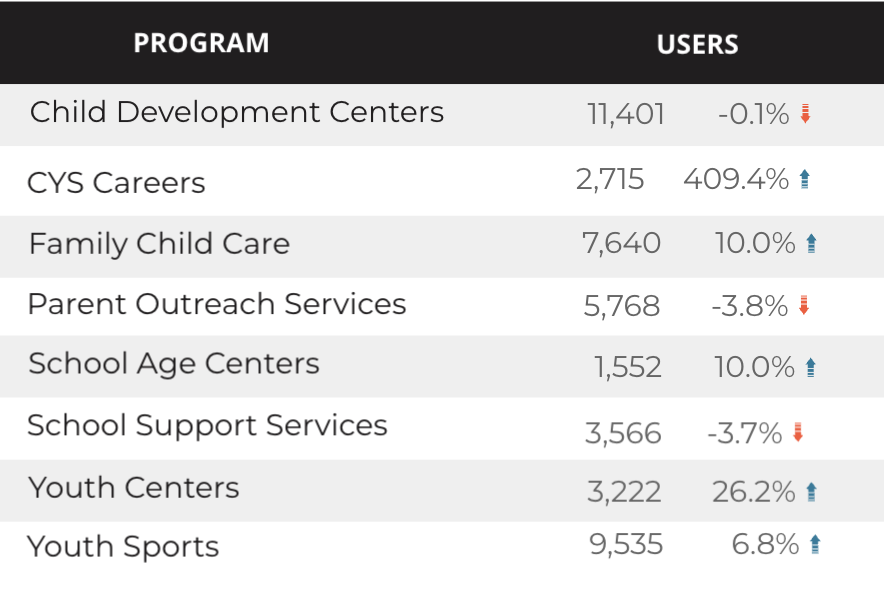 PROGRAM USERS
Child Development Centers 11,401 -0.1%
CYS Careers 2,715 409.4%
Family Child Care 7,640 10.0%
Parent Outreach Services 5,768 -3.8%
School Age Centers 1,552 10.0%
School Support Services 3,566 -3.7%
Youth Centers 3,222 26.2%
Youth Sports 9,535 6.8%